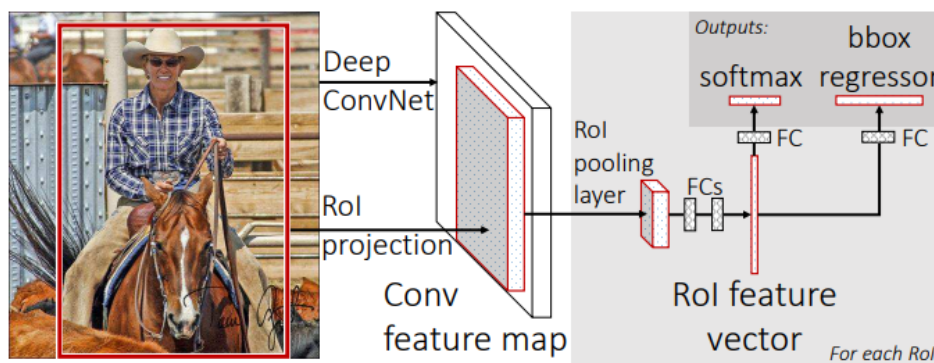 Deep
ConvNet
RoI
projection
Conv
feature map
RoI
pooling
layer
FCs
RoI feature
vector
Outputs:
softmax
bbox
regressor
FC
FC
For each RoI